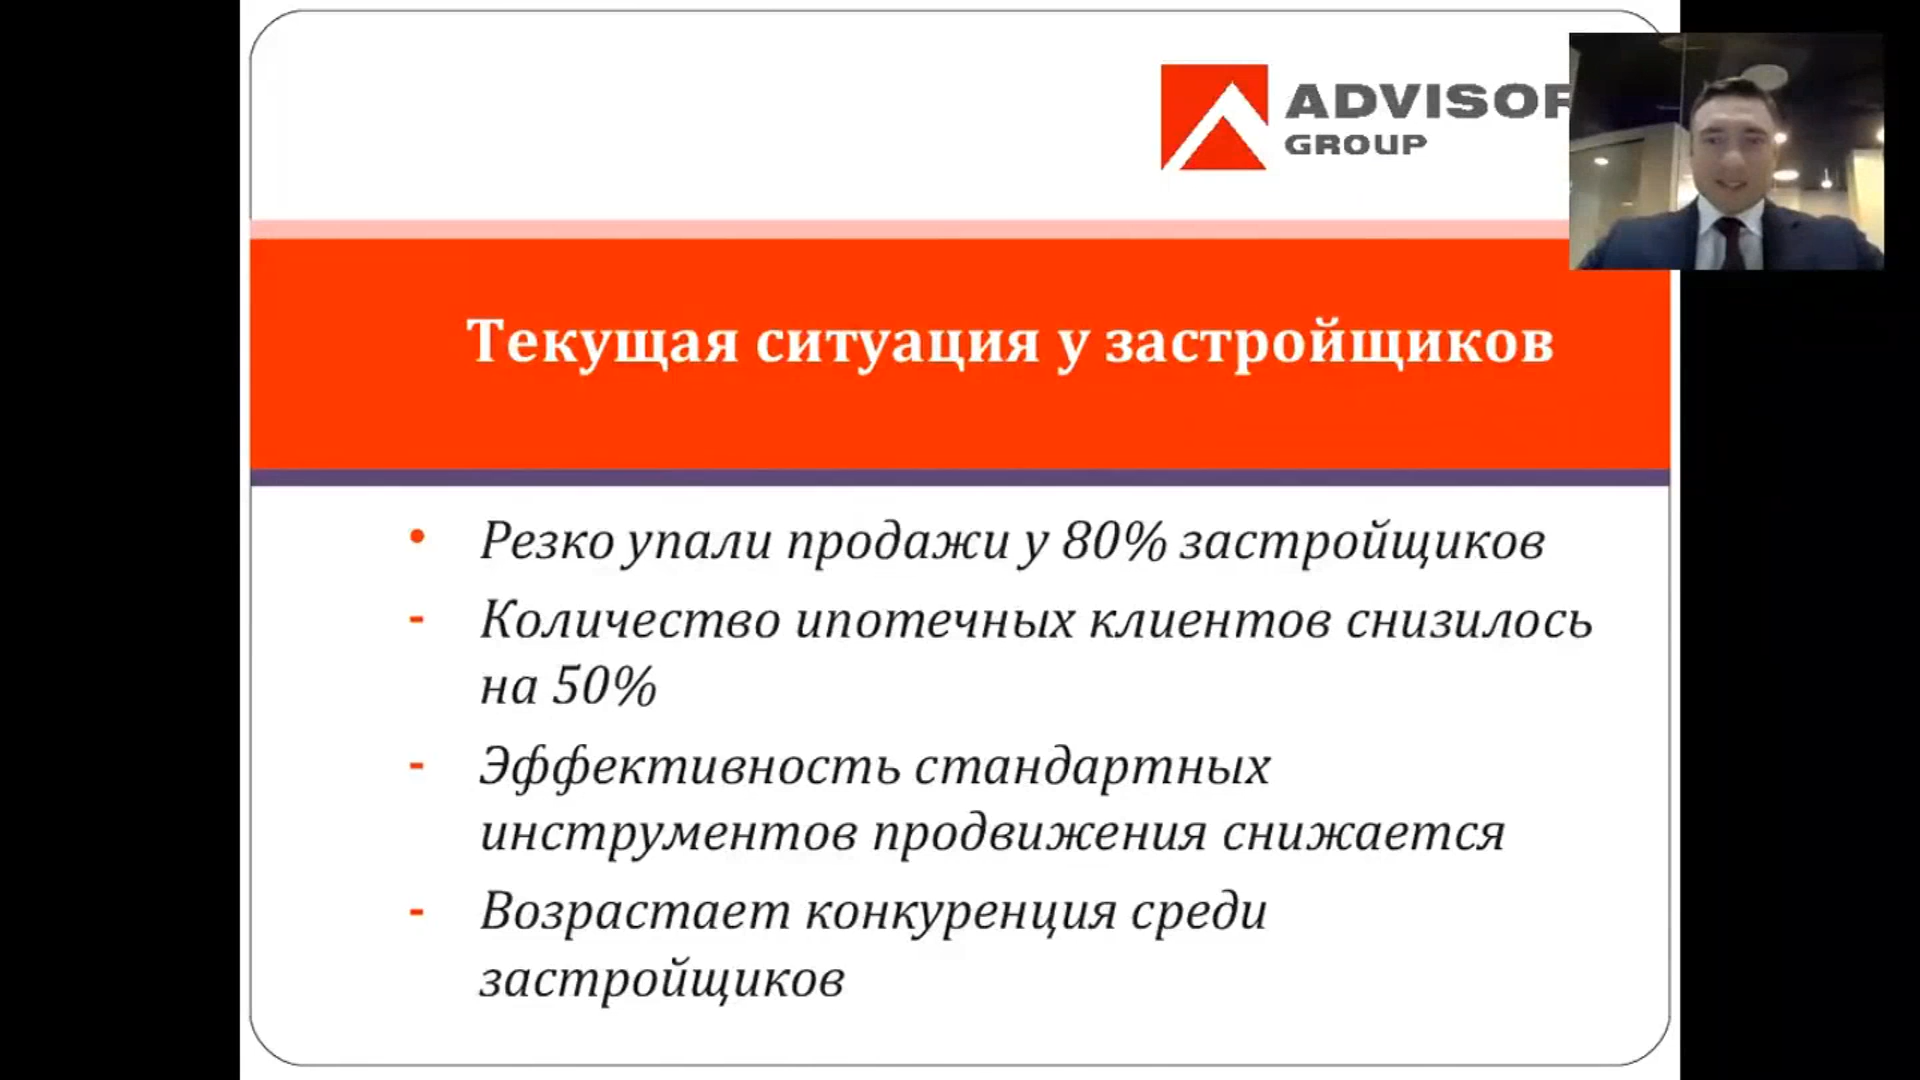 GROUP
Текущая ситуация у застройщиков
• Резко упали продажи у 80% застройщиков
- Количество ипотечных клиентов снизилось
на 50%
- Эффективность стандартных
инструментов продвижения снижается
- Возрастает конкуренция среди
застройщиков